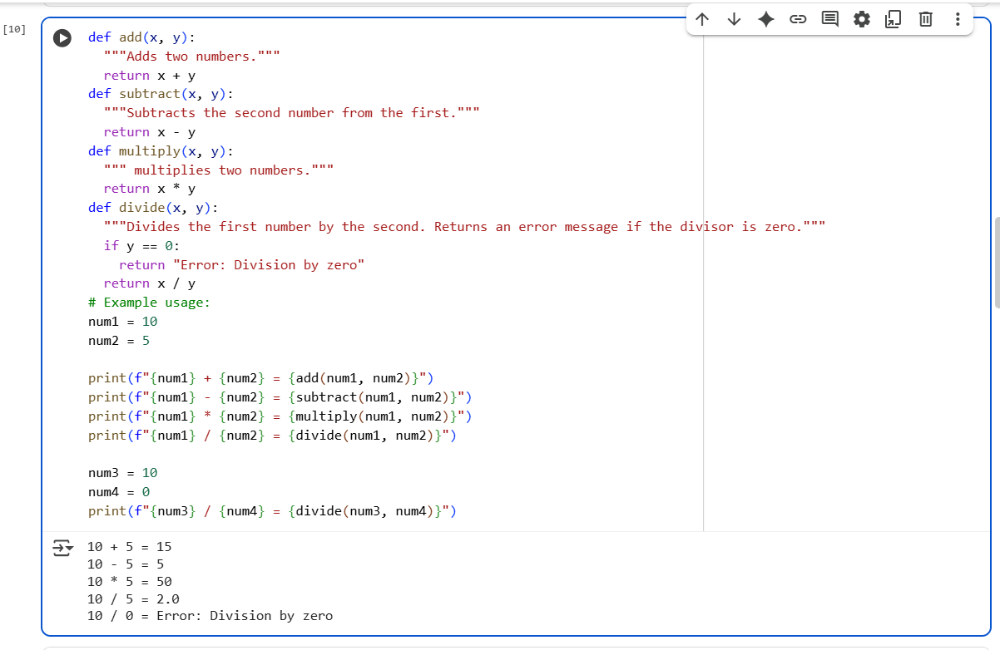 [10]
def add(x, y):
  """Adds two numbers."""
  return x + y
def subtract(x, y):
  """Subtracts the second number from the first."""
  return x - y
def multiply(x, y):
  """ multiplies two numbers."""
  return x * y
def divide(x, y):
  """Divides the first number by the second. Returns an error message if the divisor is zero."""
  if y == 0:
    return "Error: Division by zero"
  return x / y
# Example usage:
num1 = 10
num2 = 5

print(f"{num1} + {num2} = {add(num1, num2)}")
print(f"{num1} - {num2} = {subtract(num1, num2)}")
print(f"{num1} * {num2} = {multiply(num1, num2)}")
print(f"{num1} / {num2} = {divide(num1, num2)}")

num3 = 10
num4 = 0
print(f"{num3} / {num4} = {divide(num3, num4)}")
10 + 5 = 15
10 - 5 = 5
10 * 5 = 50
10 / 5 = 2.0
10 / 0 = Error: Division by zero